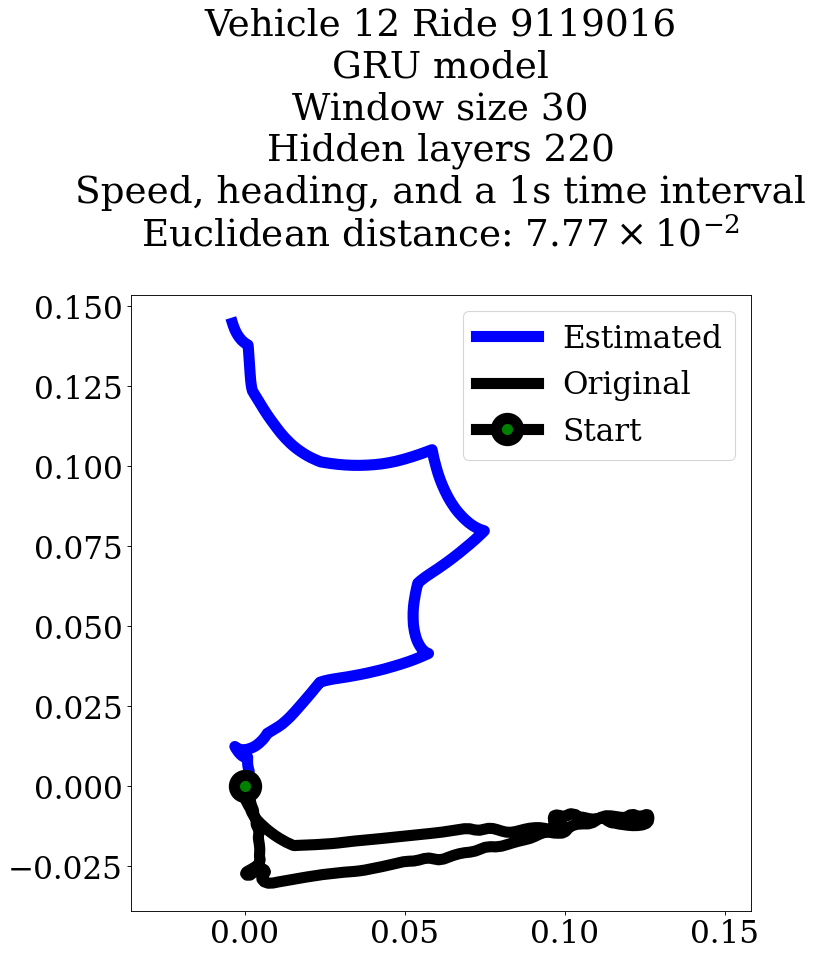 Vehicle 12 Ride 9119016
GRU model
Window size 30
Hidden layers 220
Speed, heading, and a 1s time interval
Euclidean distance: 7.77 × 10⁻²
0.150
0.125
0.100
0.075
0.050
0.025
0.000
−0.025
Estimated
Original
Start
0.00 0.05 0.10 0.15